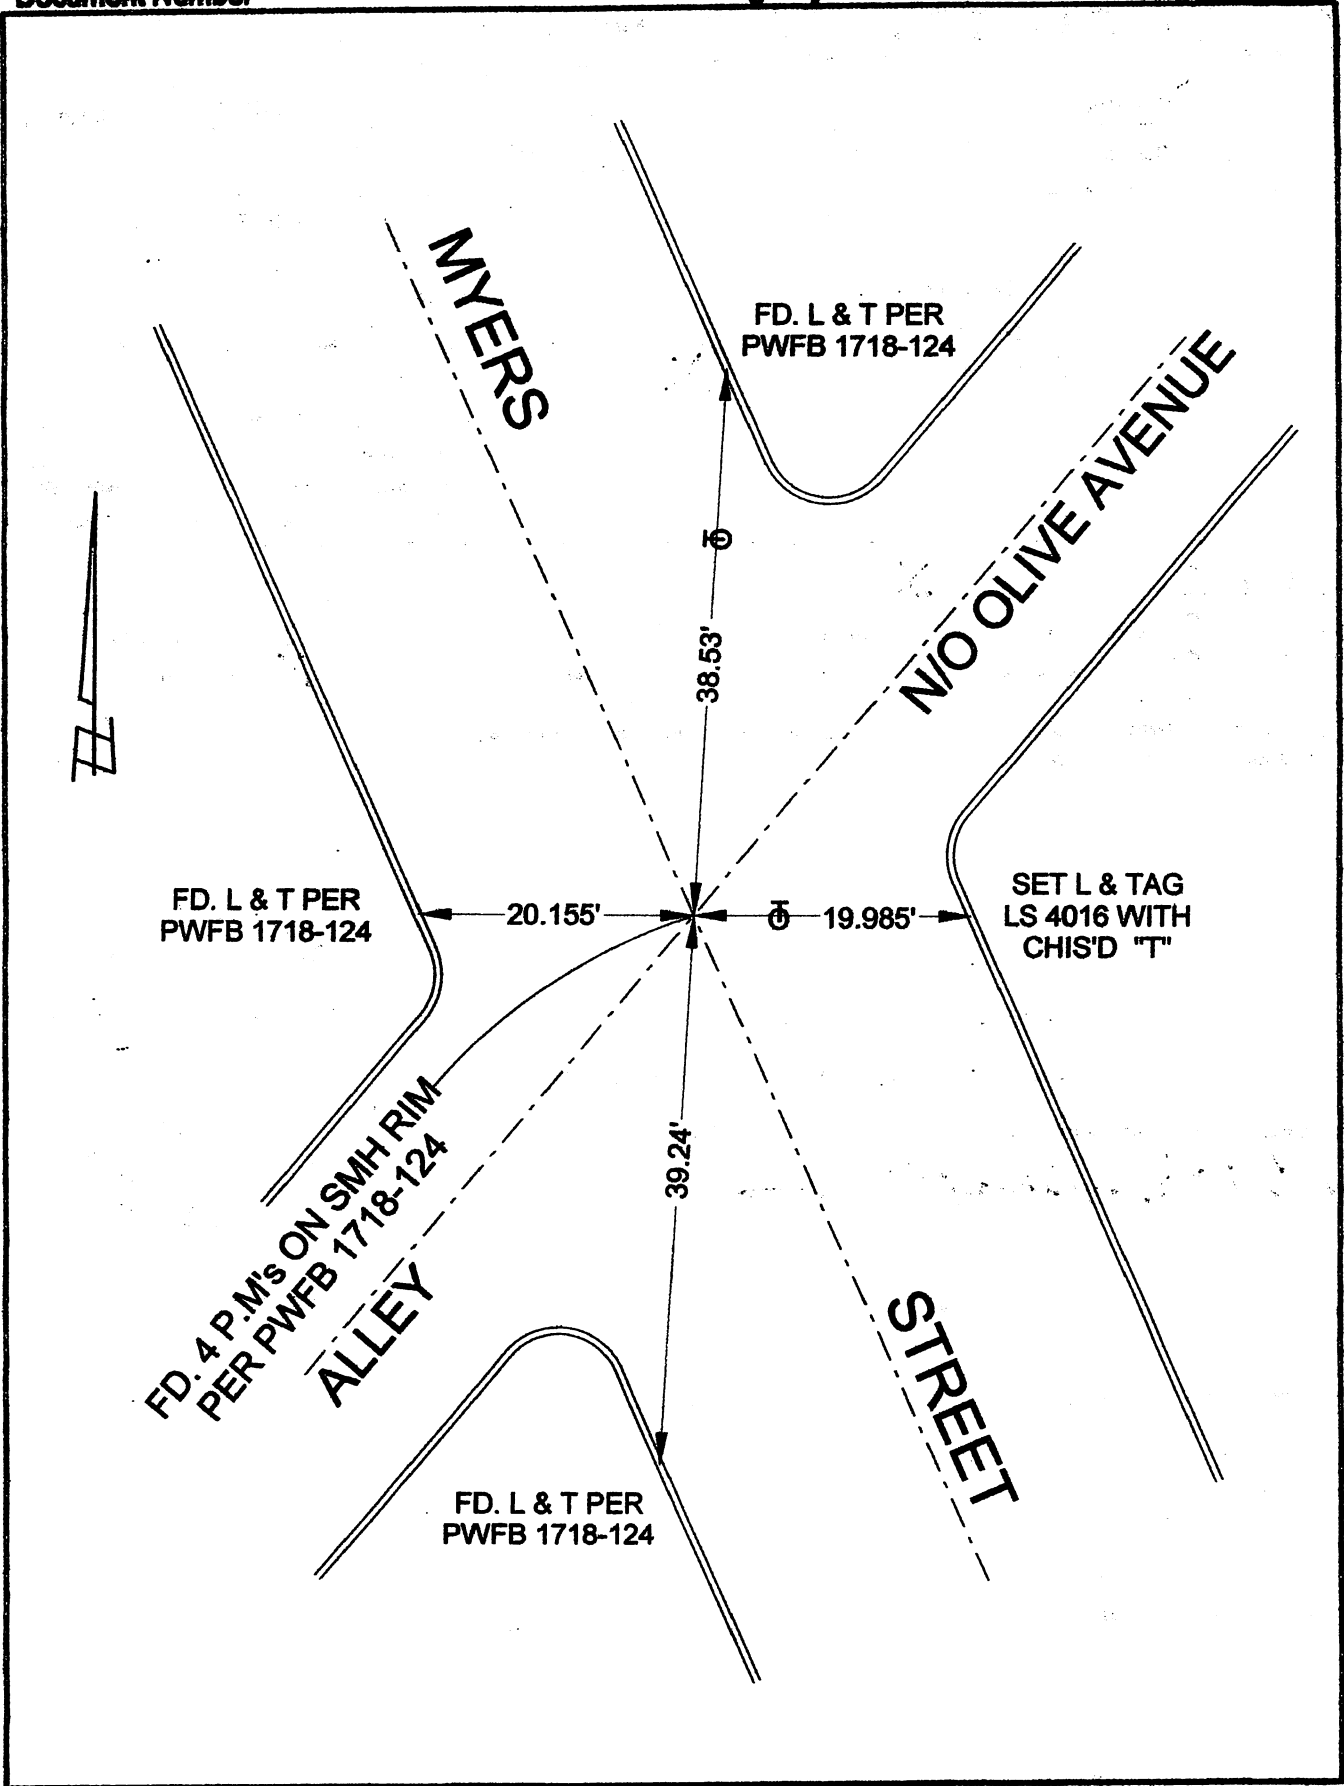 Document Number
MYERS
FD. L & T PER
PWFB 1718-124
N/O OLIVE AVENUE
38.53'
FD. L & T PER
PWFB 1718-124
20.155'
19.985'
SET L & TAG
LS 4016 WITH
CHIS'D "T"
FD. 4 P.M's ON SMH RIM
PER PWFB 1718-124
39.24'
ALLEY
STREET
FD. L & T PER
PWFB 1718-124